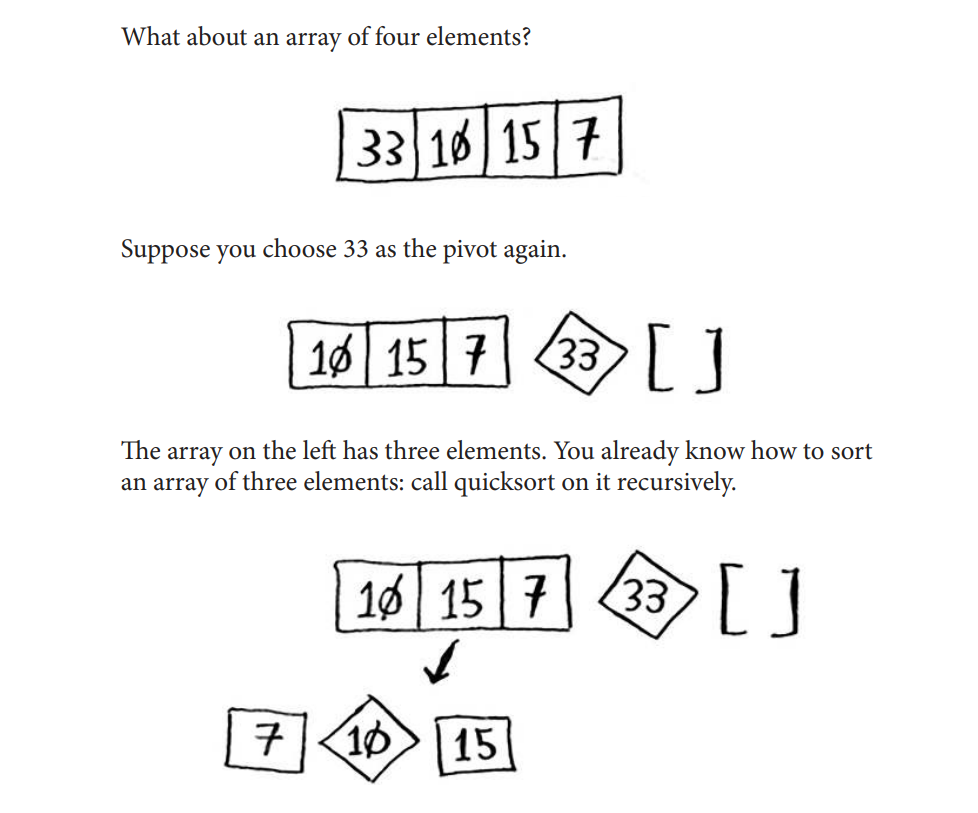 What about an array of four elements?
33 10 15 7
Suppose you choose 33 as the pivot again.
10 15 7 33 [ ]
The array on the left has three elements. You already know how to sort
an array of three elements: call quicksort on it recursively.
10 15 7 33 [ ]
7 10 15